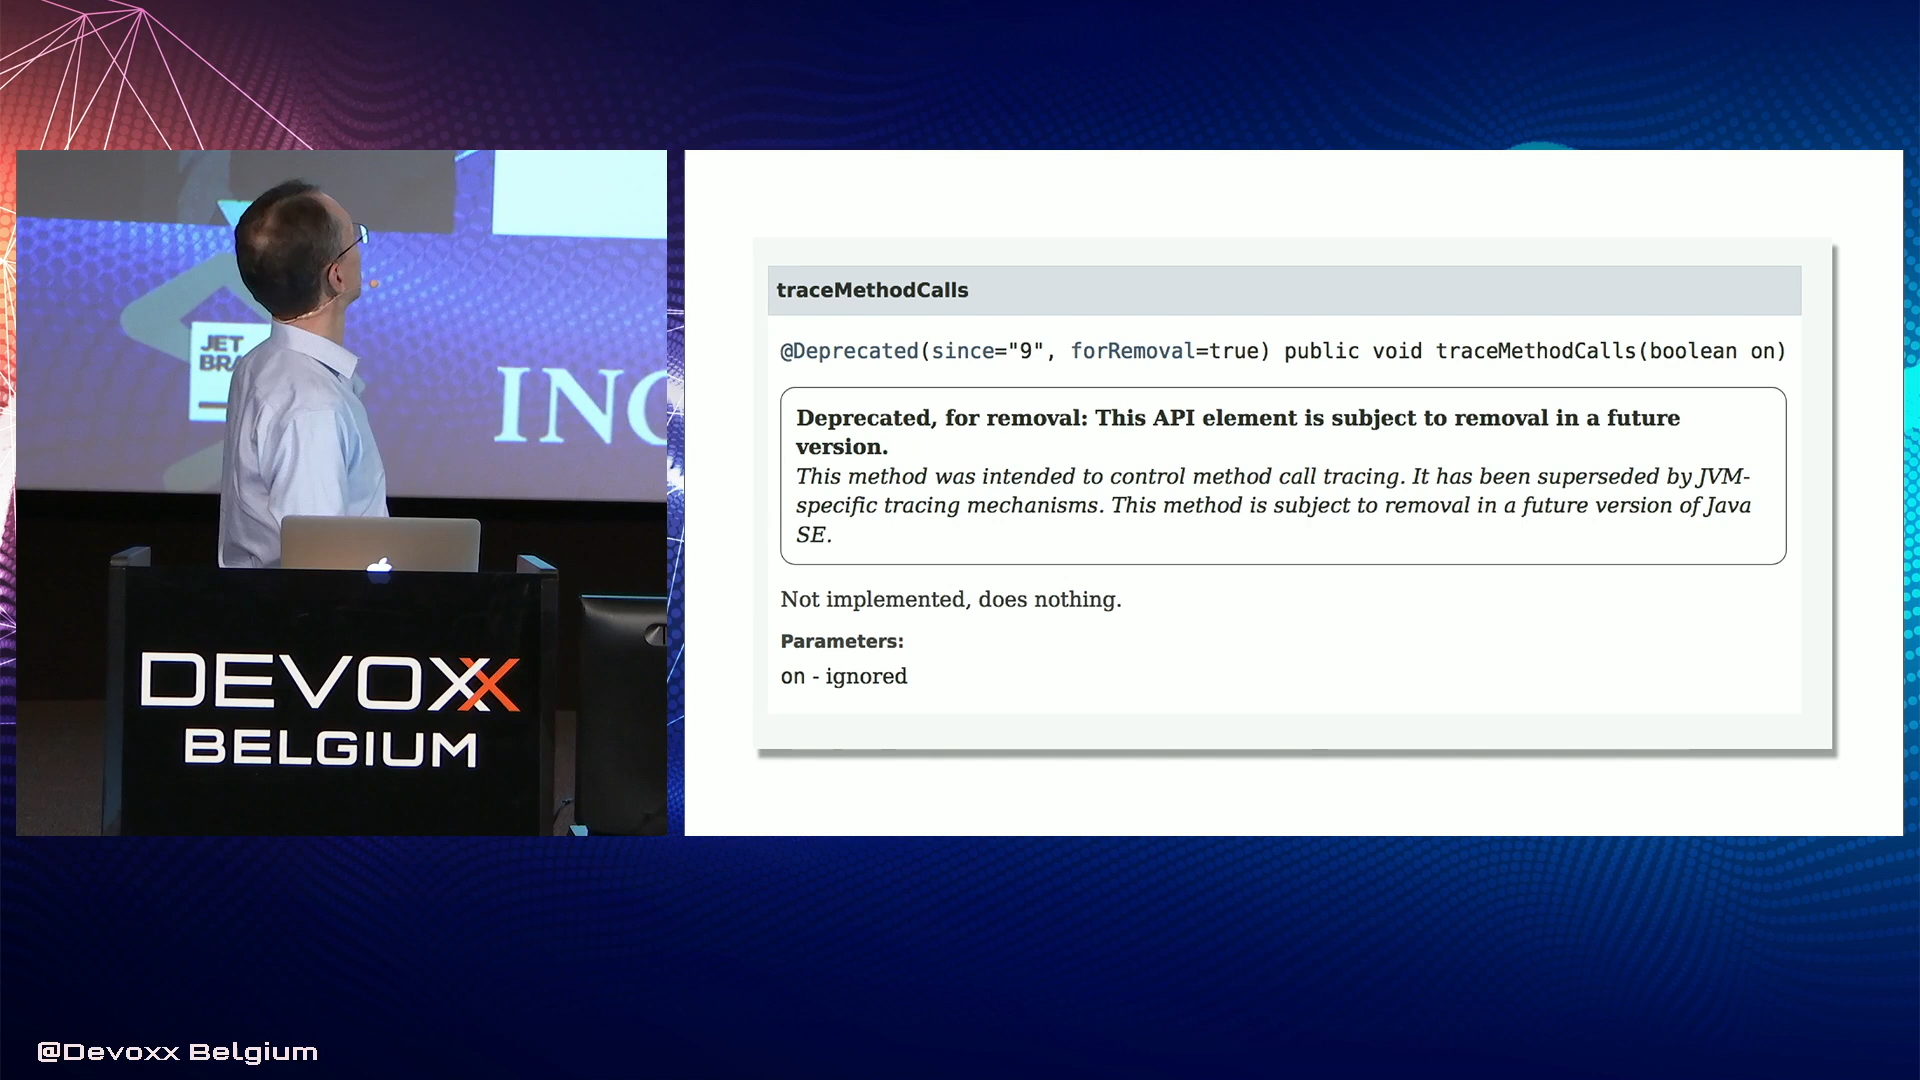 JET
BRA
ING
DEVOXX
BELGIUM
traceMethodCalls
@Deprecated(since="9", forRemoval=true) public void traceMethodCalls(boolean on)
Deprecated, for removal: This API element is subject to removal in a future
version.
This method was intended to control method call tracing. It has been superseded by JVM-
specific tracing mechanisms. This method is subject to removal in a future version of Java
SE.
Not implemented, does nothing.
Parameters:
on - ignored
@Devoxx Belgium